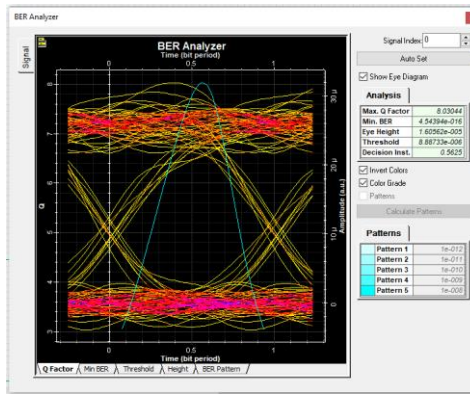 BER Analyzer
Signal
BER Analyzer
Time (bit period)
0
0.5
1
8
7
6
5
4
3
Q
30 µ
20 µ
10 µ
0
Amplitude (a.u.)
0
0.5
1
Time (bit period)
Q Factor
Min BER
Threshold
Height
BER Pattern
Signal Index 0
Auto Set
Show Eye Diagram
Analysis
Max. Q Factor 8.03044
Min. BER 4.54394e-016
Eye Height 1.60562e-005
Threshold 8.88733e-006
Decision Inst. 0.5625
Invert Colors
Color Grade
Patterns
Calculate Patterns
Patterns
Pattern 1 1e-012
Pattern 2 1e-011
Pattern 3 1e-010
Pattern 4 1e-009
Pattern 5 1e-008